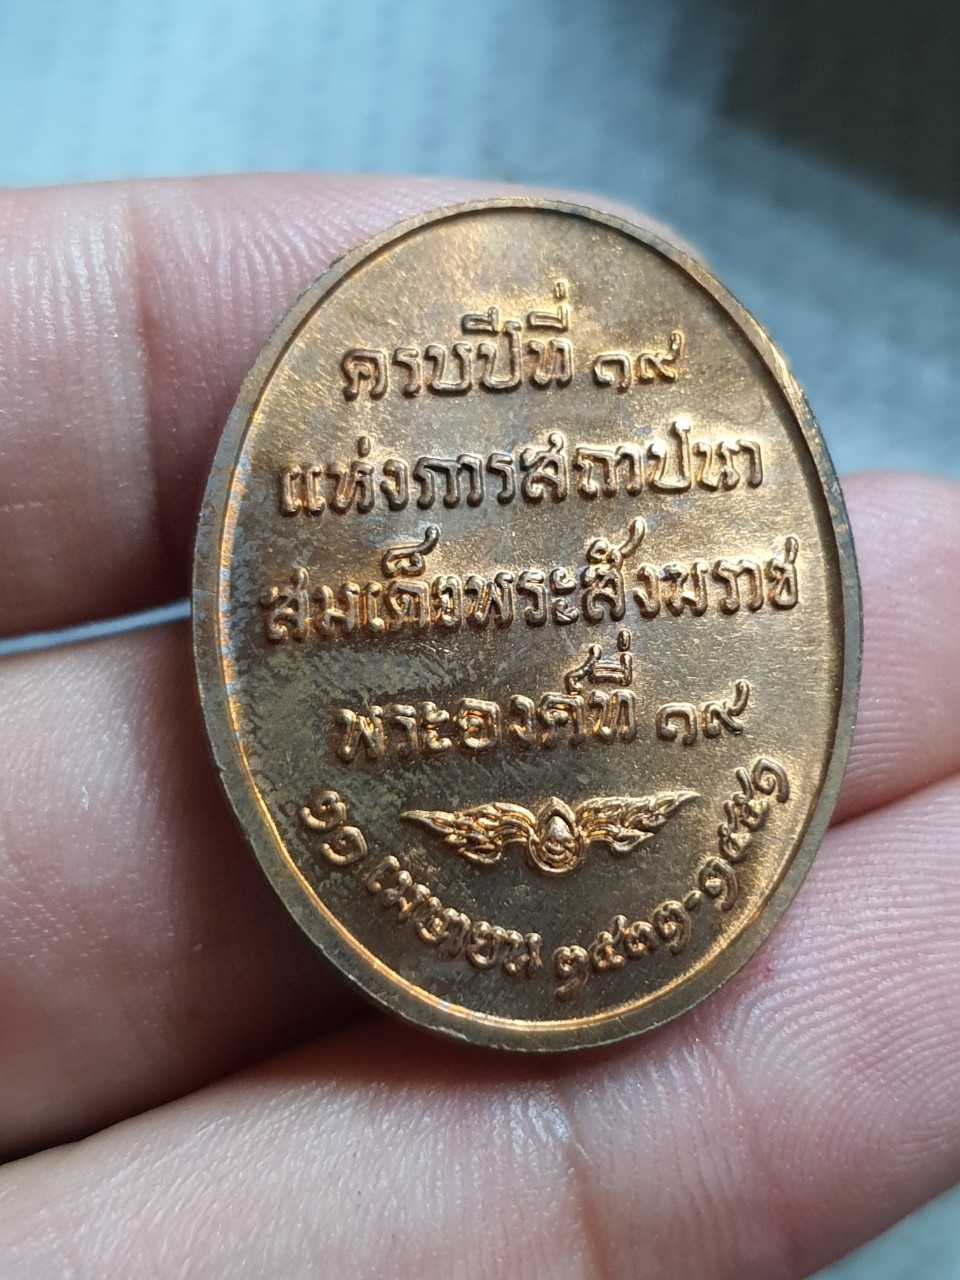 ครบปีที่ ๑๙
แห่งการสถาปนา
สมเด็จพระสังฆราช
พระองค์ที่ ๑๙
๒๑ เมษายน ๒๕๓๒-๒๕๕๑